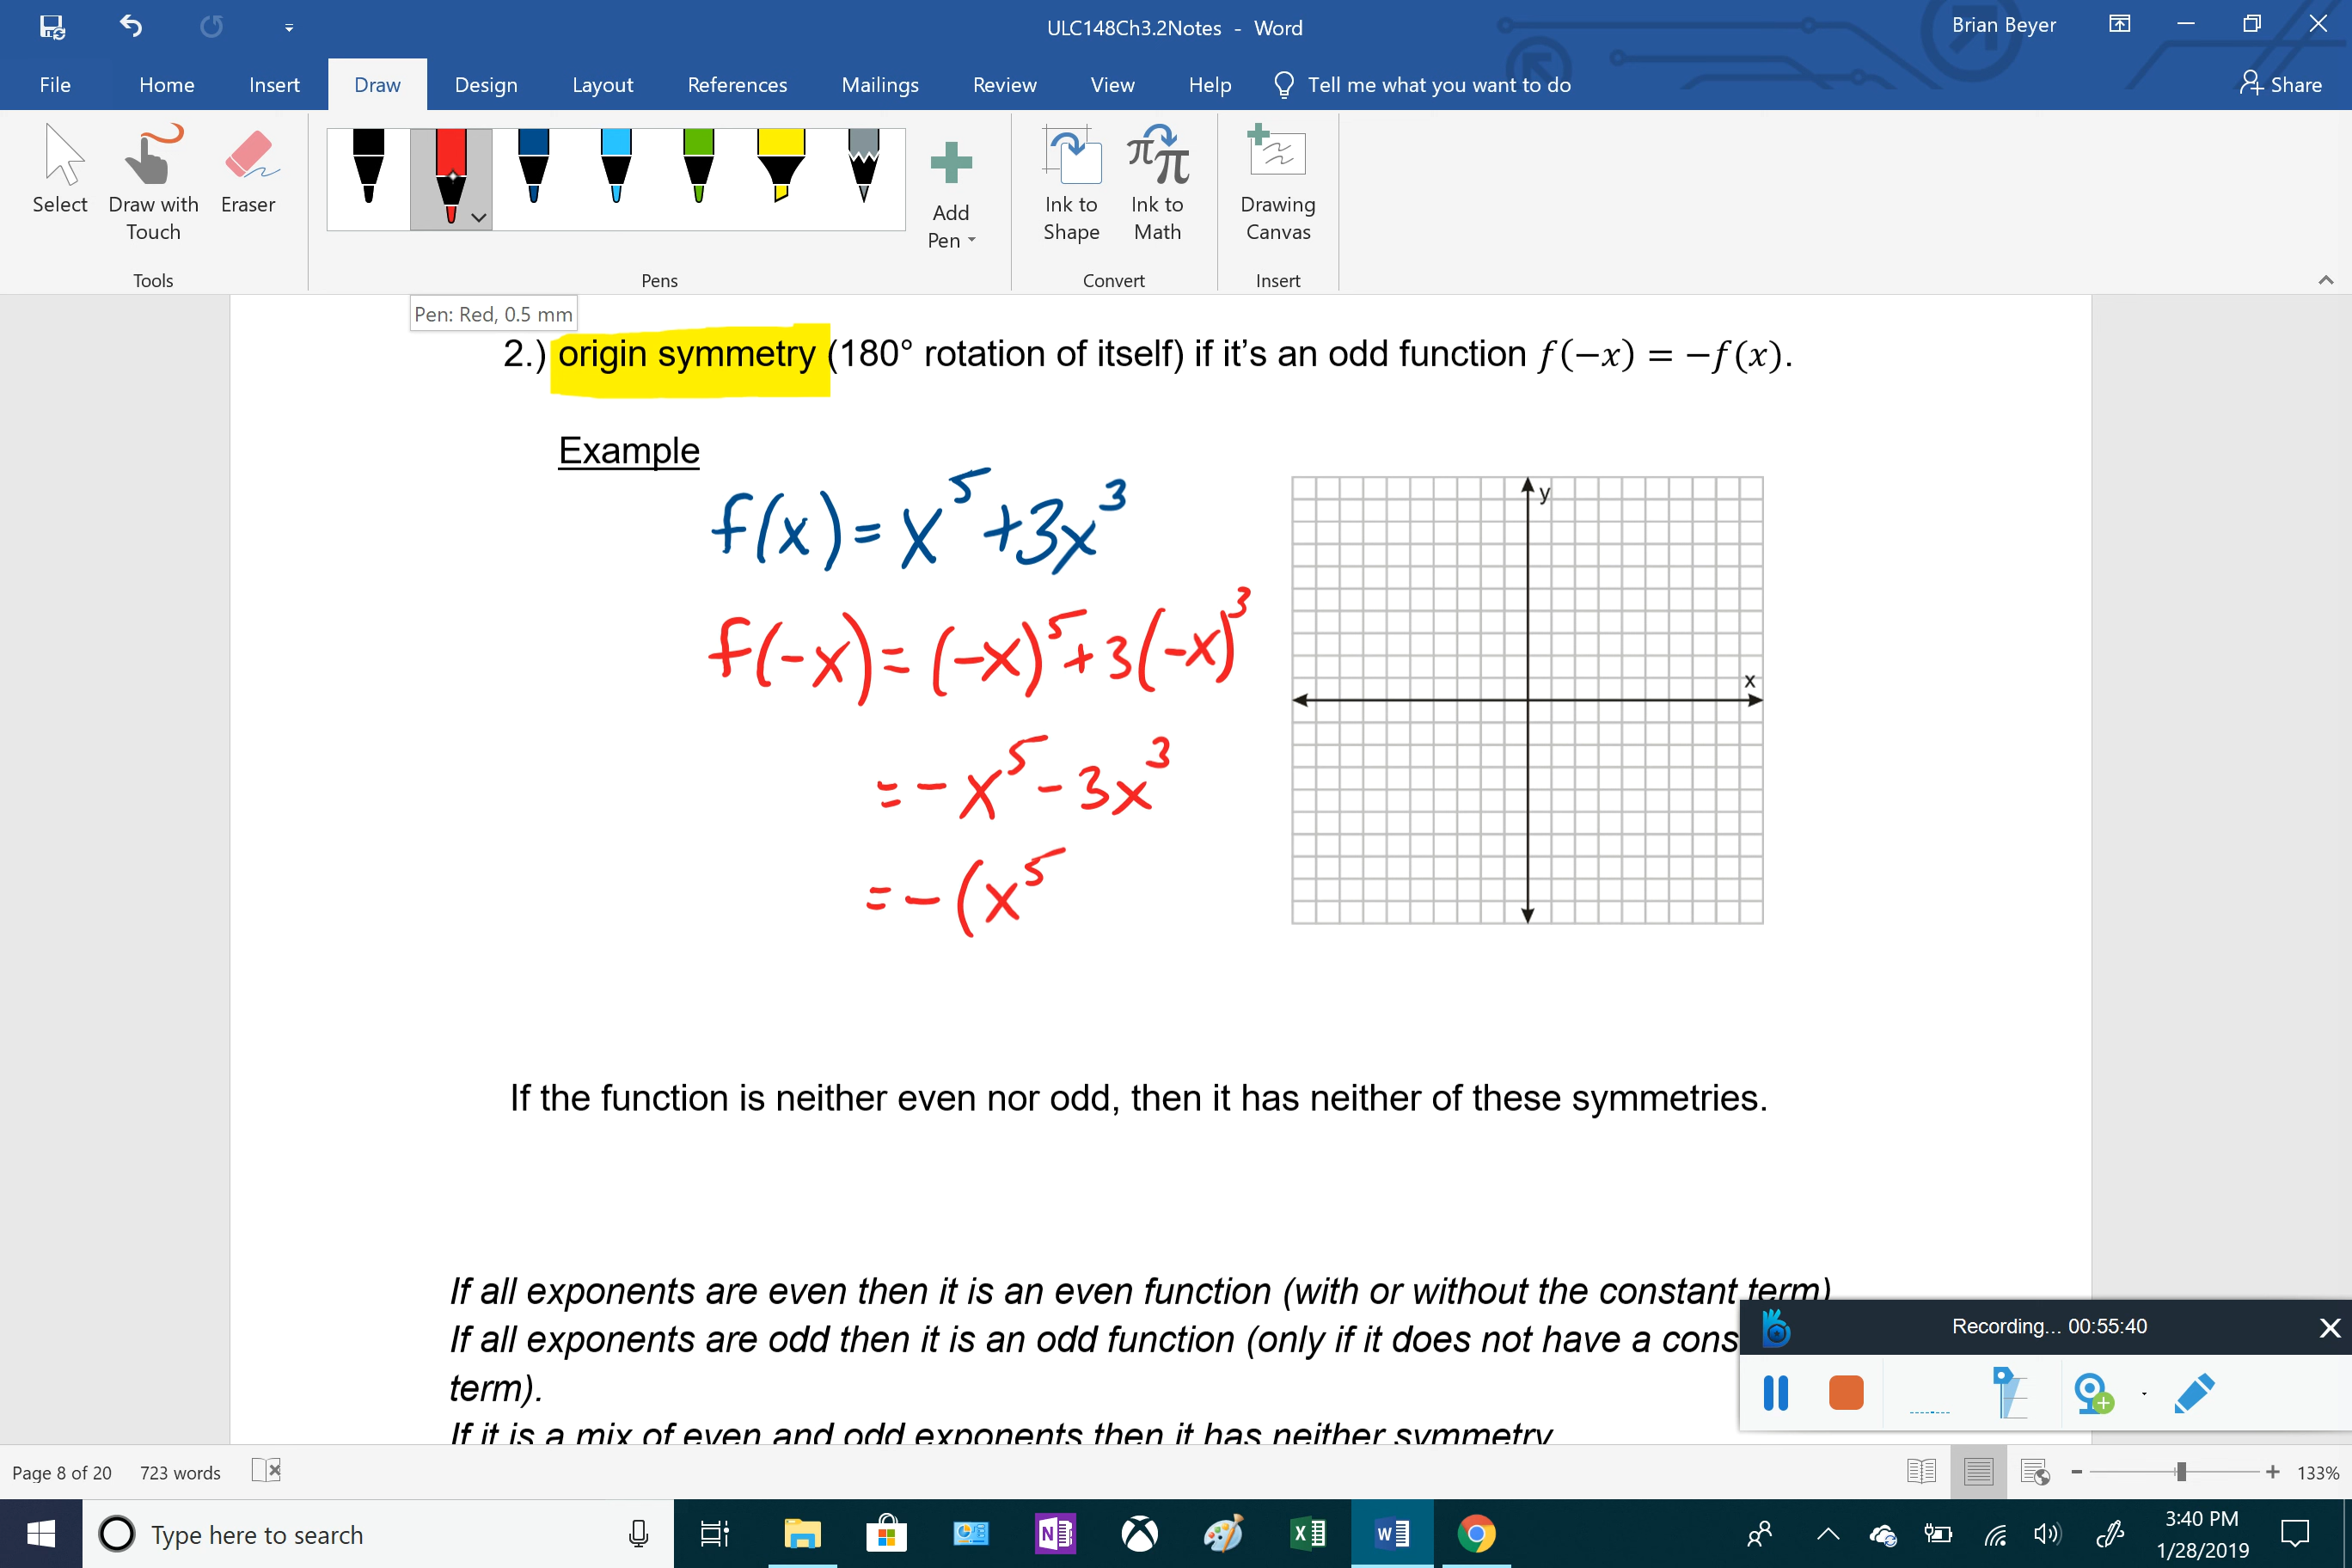 ULC148Ch3.2Notes - Word
Brian Beyer
File Home Insert Draw Design Layout References Mailings Review View Help Tell me what you want to do Share
Select
Draw with Touch
Eraser
Add Pen
Ink to Shape
Ink to Math
Drawing Canvas
Tools Pens Convert Insert
Pen: Red, 0.5 mm
2.) origin symmetry (180° rotation of itself) if it's an odd function f(−x) = −f(x).
Example
f(x) = x^5 + 3x^3
f(-x) = (-x)^5 + 3(-x)^3
= -x^5 - 3x^3
= -(x^5
y
x
If the function is neither even nor odd, then it has neither of these symmetries.
If all exponents are even then it is an even function (with or without the constant term)
If all exponents are odd then it is an odd function (only if it does not have a cons
term).
If it is a mix of even and odd exponents then it has neither symmetry
Recording... 00:55:40
Page 8 of 20 723 words
133%
Type here to search
3:40 PM
1/28/2019